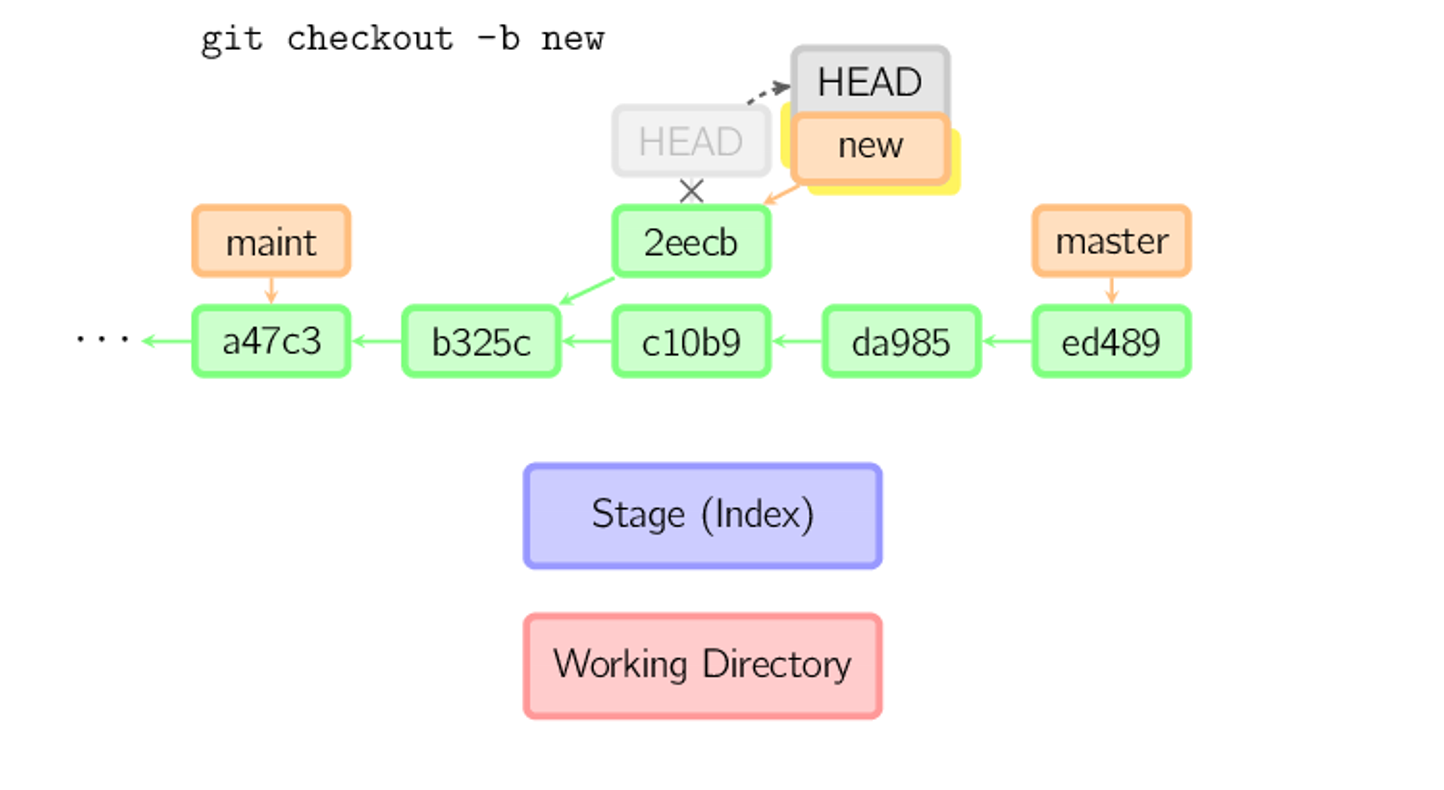 git checkout -b new
HEAD
HEAD
new
maint
2eecb
master
...
a47c3
b325c
c10b9
da985
ed489
Stage (Index)
Working Directory